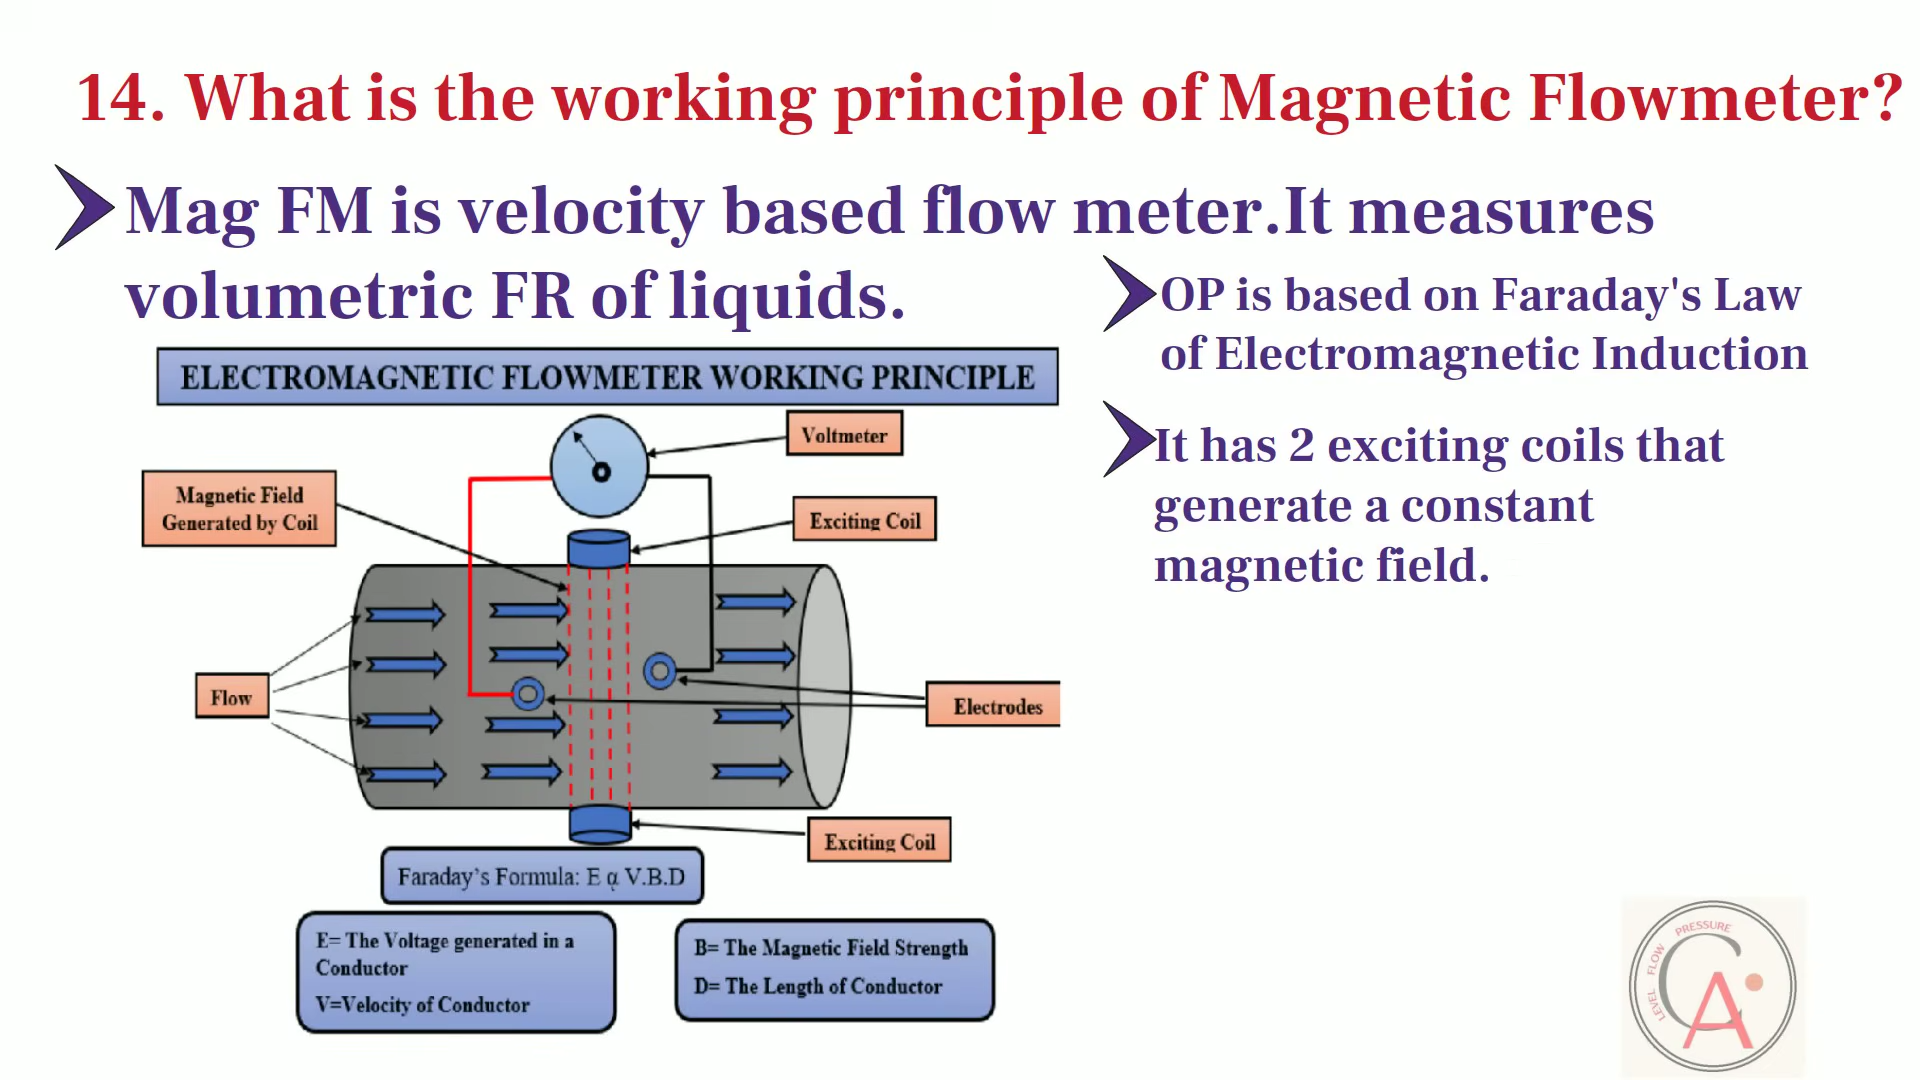 14. What is the working principle of Magnetic Flowmeter?
Mag FM is velocity based flow meter.It measures
volumetric FR of liquids.
OP is based on Faraday's Law
of Electromagnetic Induction
It has 2 exciting coils that
generate a constant
magnetic field.
ELECTROMAGNETIC FLOWMETER WORKING PRINCIPLE
Voltmeter
Magnetic Field
Generated by Coil
Exciting Coil
Flow
Electrodes
Exciting Coil
Faraday's Formula: E α V.B.D
E= The Voltage generated in a
Conductor
V=Velocity of Conductor
B= The Magnetic Field Strength
D= The Length of Conductor
LEVEL FLOW PRESSURE
CA